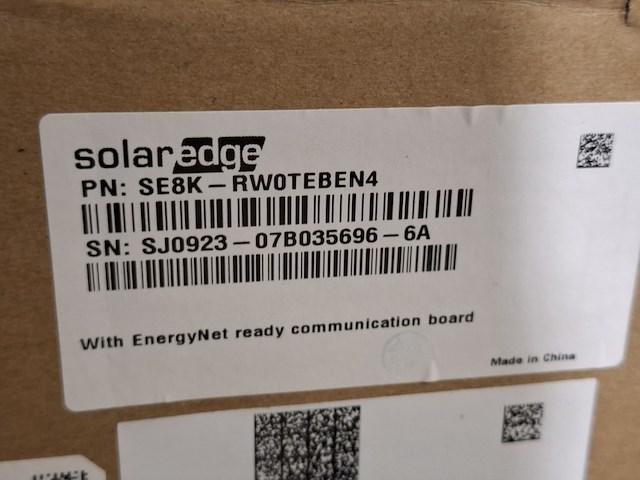 solaredge
PN: SE8K-RW0TEBEN4
SN: SJ0923-07B035696-6A
With EnergyNet ready communication board
Made in China